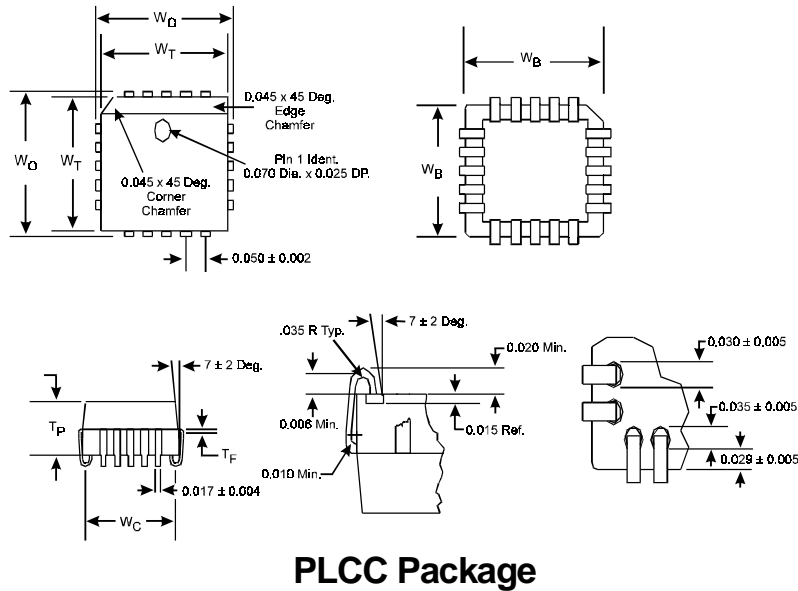 WO
WT
0.045 x 45 Deg.
Edge
Chamfer
WO
WT
Pin 1 Ident.
0.070 Dia. x 0.025 DP.
0.045 x 45 Deg.
Corner
Chamfer
0.050 ± 0.002
WB
WB
7 ± 2 Deg.
TP
TF
0.017 ± 0.004
WC
.035 R Typ.
7 ± 2 Deg.
0.020 Min.
0.006 Min.
0.015 Ref.
0.010 Min.
0.030 ± 0.005
0.035 ± 0.005
0.029 ± 0.005
PLCC Package